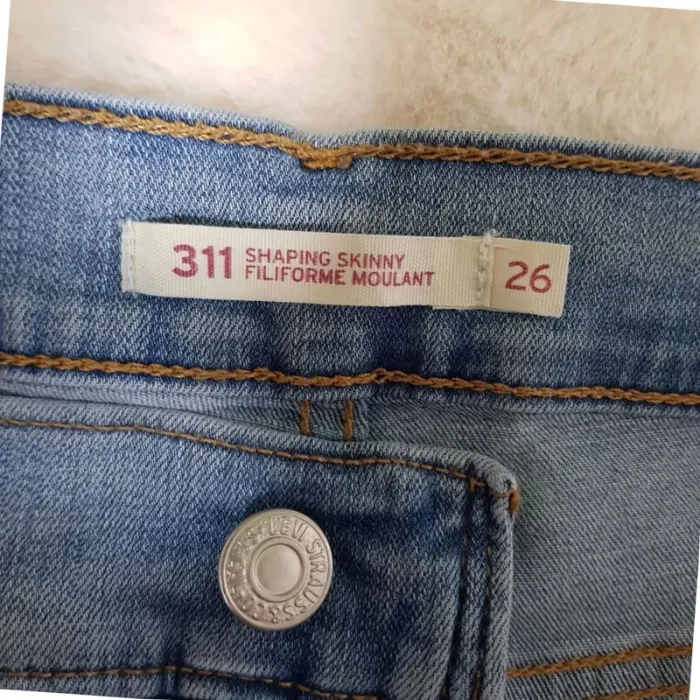 311 SHAPING SKINNY
FILIFORME MOULANT
26
LEVI STRAUSS & CO